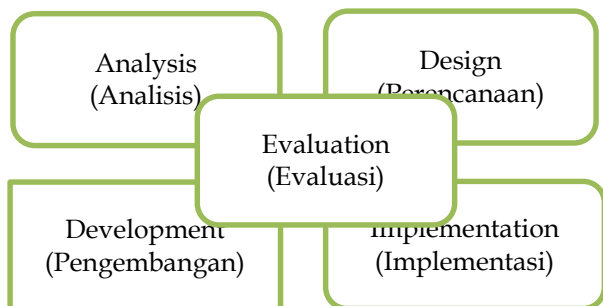 Analysis
(Analisis)
Design
(Perencanaan)
Evaluation
(Evaluasi)
Development
(Pengembangan)
Implementation
(Implementasi)